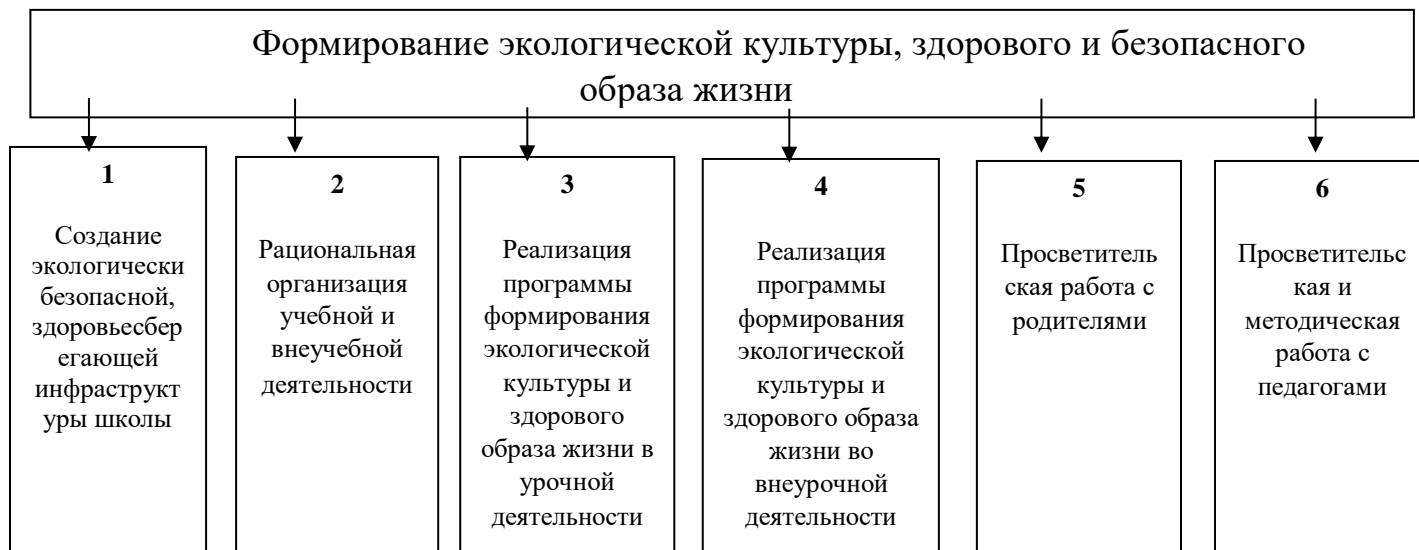 Формирование экологической культуры, здорового и безопасного
образа жизни
1
Создание
экологически
безопасной,
здоровьесбер
егающей
инфраструкт
уры школы
2
Рациональная
организация
учебной и
внеучебной
деятельности
3
Реализация
программы
формирования
экологической
культуры и
здорового
образа жизни в
урочной
деятельности
4
Реализация
программы
формирования
экологической
культуры и
здорового образа
жизни во
внеурочной
деятельности
5
Просветитель
ская работа с
родителями
6
Просветительс
кая и
методическая
работа с
педагогами